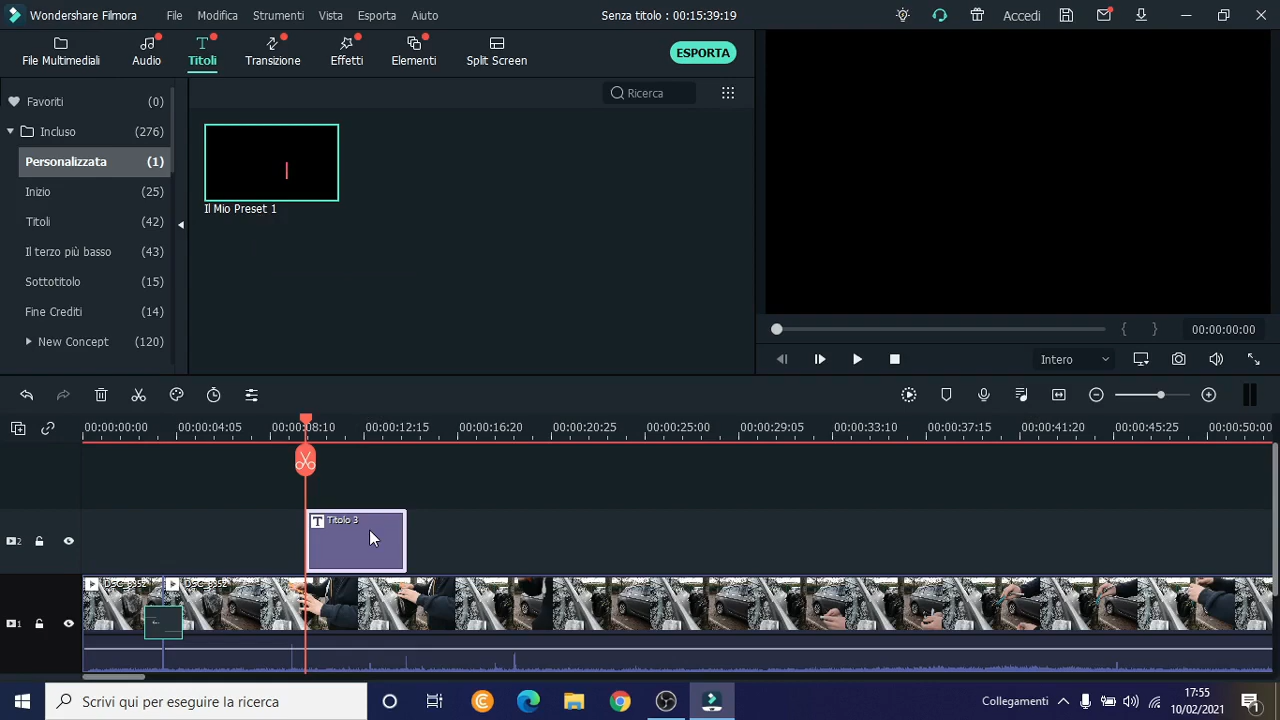 Wondershare Filmora File Modifica Strumenti Vista Esporta Aiuto Senza titolo : 00:15:39:19 Accedi
Multimediali Audio Titoli Transizione Effetti Elementi Split Screen ESPORTA
Favoriti (0)
Ricerca
Incluso (276)
Personalizzata (1)
Inizio (25)
Il Mio Preset 1
Titoli (42)
Il terzo più basso (43)
Sottotitolo (15)
Fine Crediti (14)
New Concept (120)
{ } 00:00:00:00
Intero
00:00:00:00 00:00:04:05 00:00:08:10 00:00:12:15 00:00:16:20 00:00:20:25 00:00:25:00 00:00:29:05 00:00:33:10 00:00:37:15 00:00:41:20 00:00:45:25 00:00:50:00
T Titolo 3
2
1
Scrivi qui per eseguire la ricerca
Collegamenti
17:55
10/02/2021
1